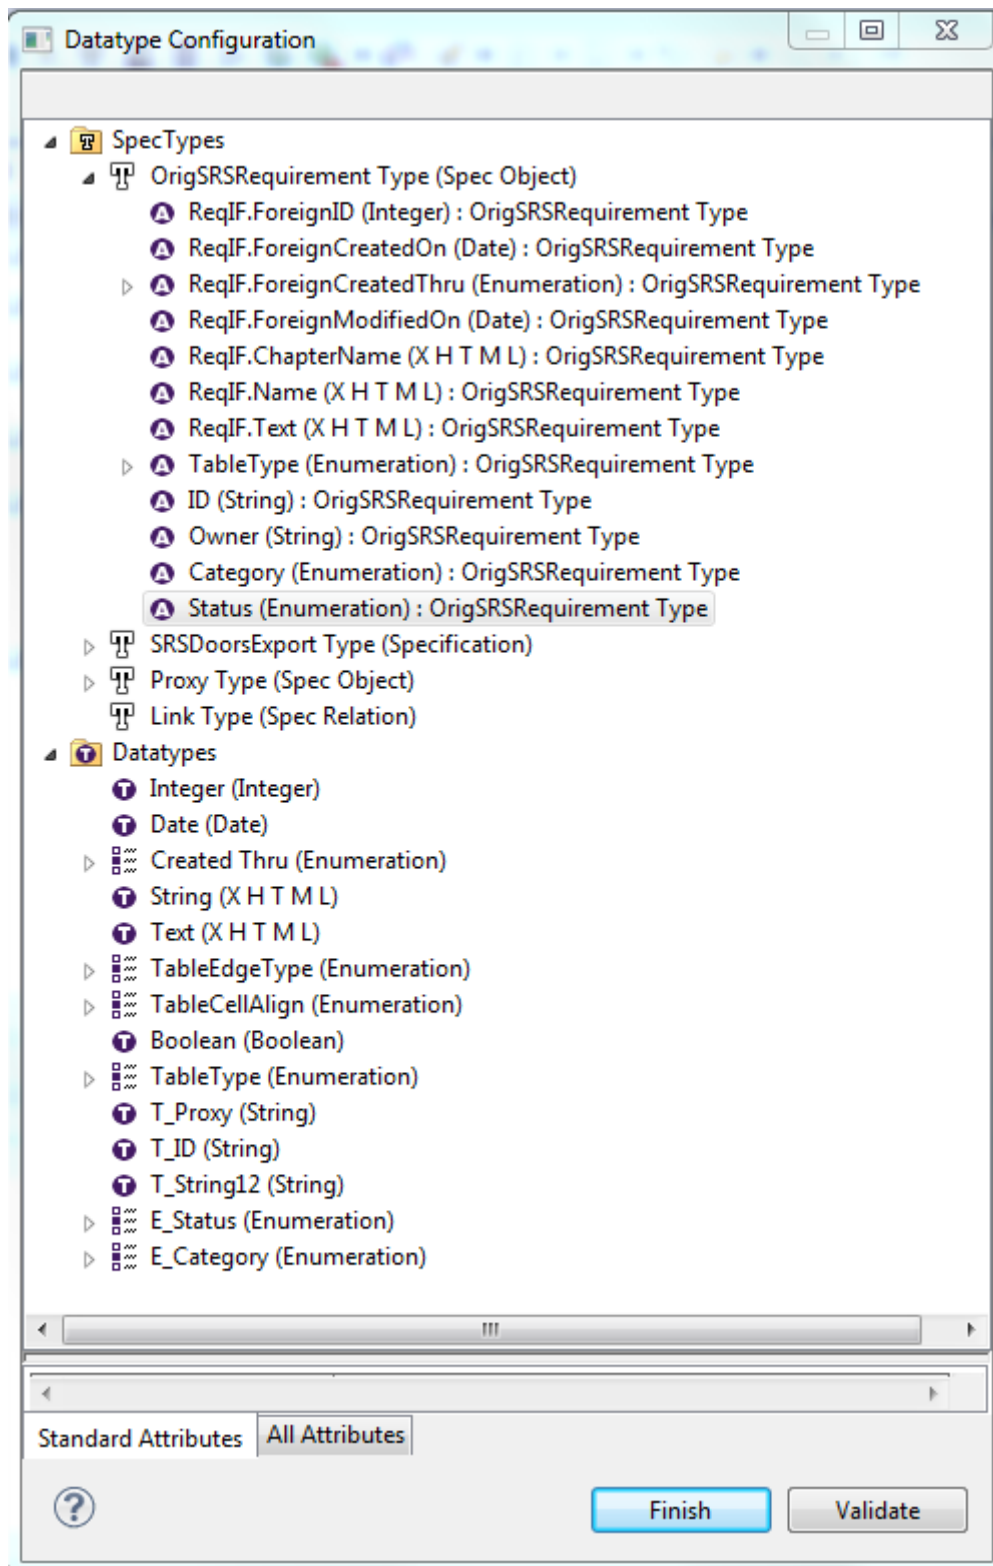 Datatype Configuration
SpecTypes
OrigSRSRequirement Type (Spec Object)
ReqIF.ForeignID (Integer) : OrigSRSRequirement Type
ReqIF.ForeignCreatedOn (Date) : OrigSRSRequirement Type
ReqIF.ForeignCreatedThru (Enumeration) : OrigSRSRequirement Type
ReqIF.ForeignModifiedOn (Date) : OrigSRSRequirement Type
ReqIF.ChapterName (X H T M L) : OrigSRSRequirement Type
ReqIF.Name (X H T M L) : OrigSRSRequirement Type
ReqIF.Text (X H T M L) : OrigSRSRequirement Type
TableType (Enumeration) : OrigSRSRequirement Type
ID (String) : OrigSRSRequirement Type
Owner (String) : OrigSRSRequirement Type
Category (Enumeration) : OrigSRSRequirement Type
Status (Enumeration) : OrigSRSRequirement Type
SRSDoorsExport Type (Specification)
Proxy Type (Spec Object)
Link Type (Spec Relation)
Datatypes
Integer (Integer)
Date (Date)
Created Thru (Enumeration)
String (X H T M L)
Text (X H T M L)
TableEdgeType (Enumeration)
TableCellAlign (Enumeration)
Boolean (Boolean)
TableType (Enumeration)
T_Proxy (String)
T_ID (String)
T_String12 (String)
E_Status (Enumeration)
E_Category (Enumeration)
Standard Attributes All Attributes
? Finish Validate